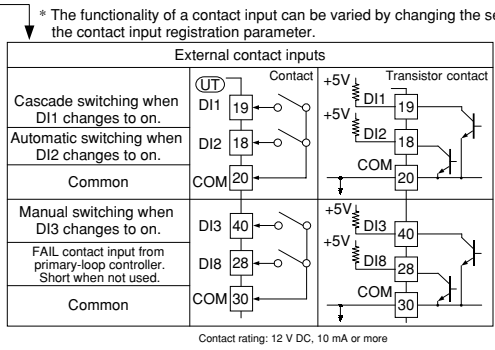 * The functionality of a contact input can be varied by changing the se
the contact input registration parameter.
External contact inputs
Cascade switching when
DI1 changes to on.
Automatic switching when
DI2 changes to on.
Common
UT
Contact
DI1 19
DI2 18
COM 20
Transistor contact
+5V
DI1 19
+5V
DI2 18
COM 20
Manual switching when
DI3 changes to on.
FAIL contact input from
primary-loop controller.
Short when not used.
Common
DI3 40
DI8 28
COM 30
+5V
DI3 40
+5V
DI8 28
COM 30
Contact rating: 12 V DC, 10 mA or more